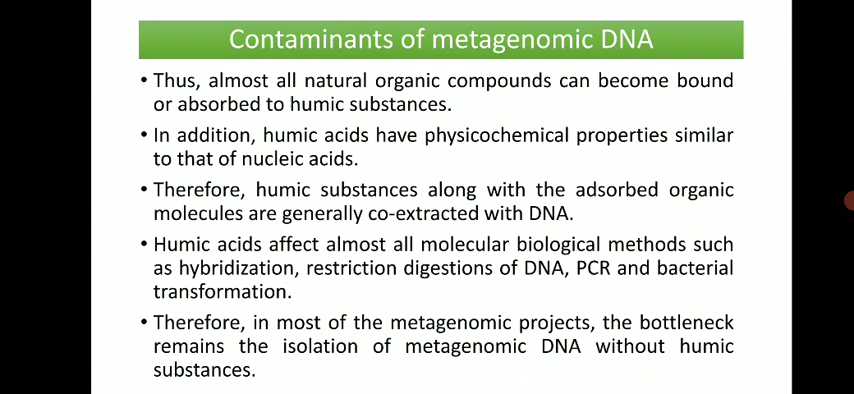 Contaminants of metagenomic DNA
• Thus, almost all natural organic compounds can become bound
or absorbed to humic substances.
• In addition, humic acids have physicochemical properties similar
to that of nucleic acids.
• Therefore, humic substances along with the adsorbed organic
molecules are generally co-extracted with DNA.
• Humic acids affect almost all molecular biological methods such
as hybridization, restriction digestions of DNA, PCR and bacterial
transformation.
• Therefore, in most of the metagenomic projects, the bottleneck
remains the isolation of metagenomic DNA without humic
substances.